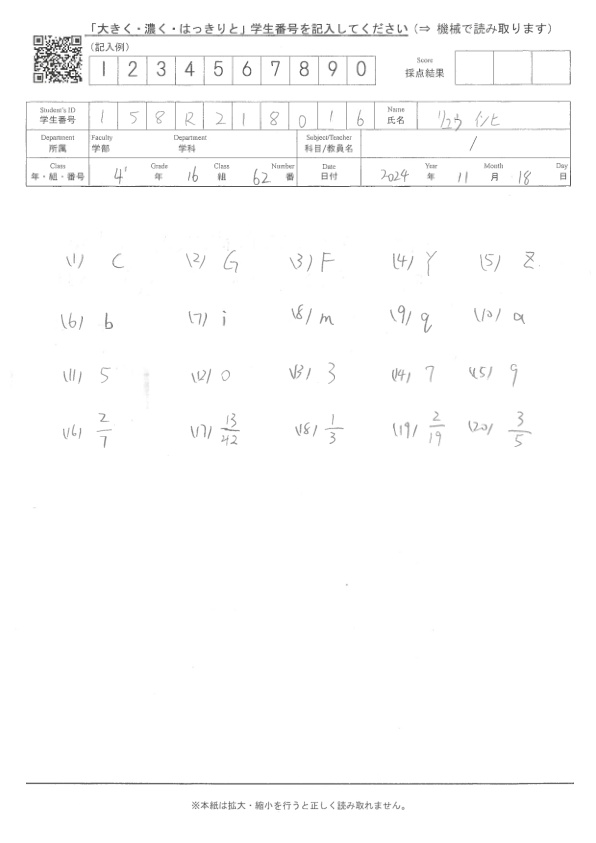 「大きく・濃く・はっきりと」学生番号を記入してください（⇒ 機械で読み取ります）
（記入例）
1 2 3 4 5 6 7 8 9 0
Score
採点結果
Student's ID
学生番号
1 5 8 R 2 1 8 0 1 6
Name
氏名
リュウ インヒ
Department
所属
Faculty
学部
Department
学科
Subject/Teacher
科目/教員名
/
Class
年・組・番号
4 Grade 年 16 Class 組 62 Number 番
Date
日付
2024 Year 年 11 Month 月 18 Day 日
(1) C (2) G (3) F (4) Y (5) Z
(6) b (7) i (8) m (9) q (10) a
(11) 5 (12) 0 (13) 3 (14) 7 (15) 9
(16) 2/7 (17) 13/42 (18) 1/3 (19) 2/19 (20) 3/5
※本紙は拡大・縮小を行うと正しく読み取れません。